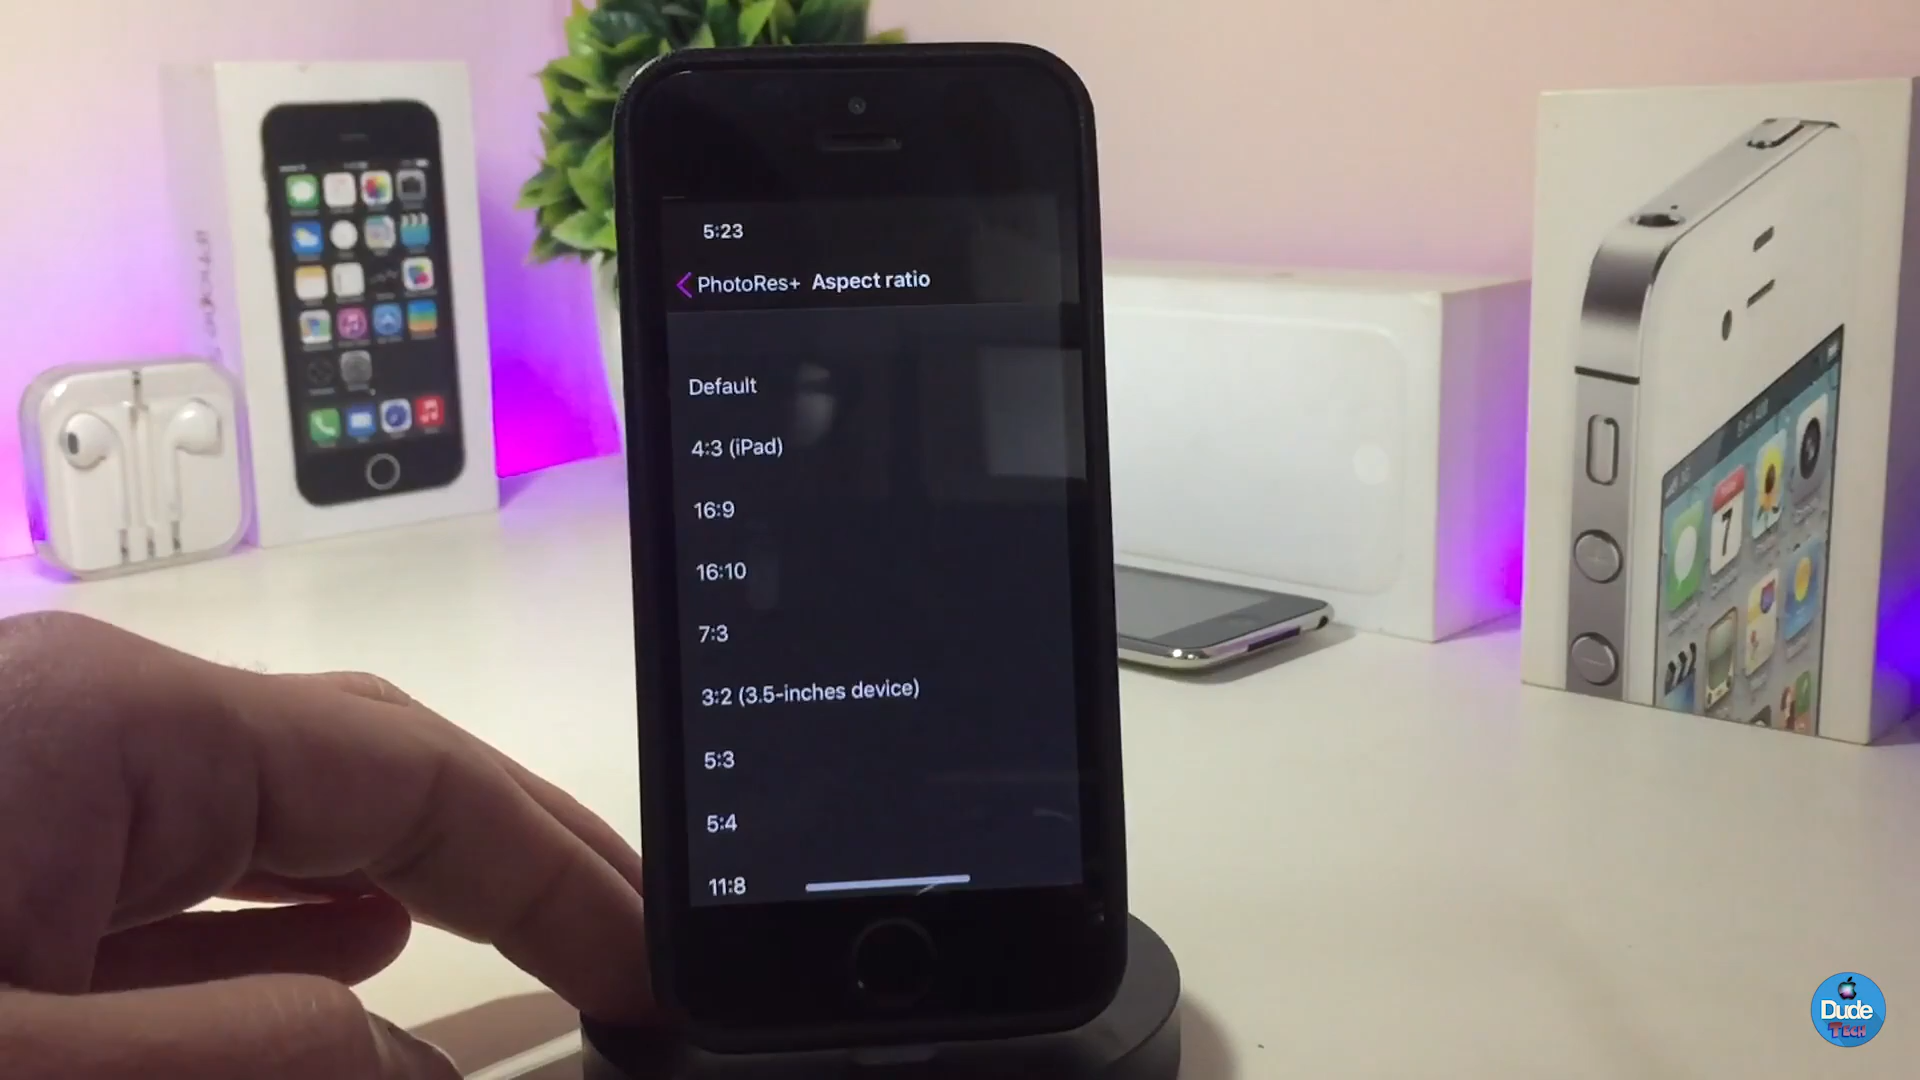 5:23
PhotoRes+ Aspect ratio
Default
4:3 (iPad)
16:9
16:10
7:3
3:2 (3.5-inches device)
5:3
5:4
11:8
7
Dude
TECH